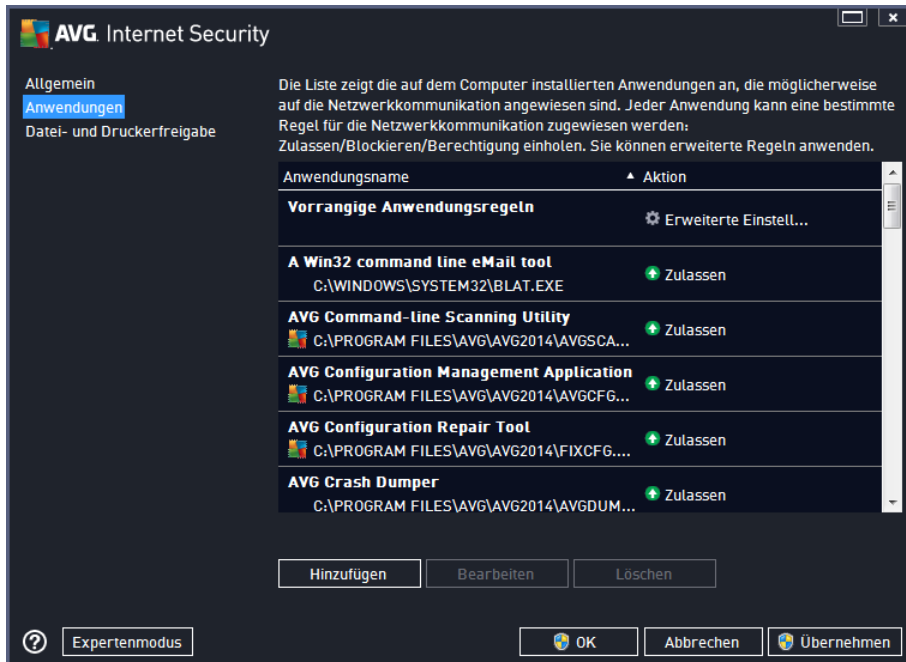 AVG. Internet Security
Allgemein
Anwendungen
Datei- und Druckerfreigabe
Die Liste zeigt die auf dem Computer installierten Anwendungen an, die möglicherweise
auf die Netzwerkkommunikation angewiesen sind. Jeder Anwendung kann eine bestimmte
Regel für die Netzwerkkommunikation zugewiesen werden:
Zulassen/Blockieren/Berechtigung einholen. Sie können erweiterte Regeln anwenden.
Anwendungsname Aktion
Vorrangige Anwendungsregeln
Erweiterte Einstell...
A Win32 command line eMail tool
C:\WINDOWS\SYSTEM32\BLAT.EXE
Zulassen
AVG Command-line Scanning Utility
C:\PROGRAM FILES\AVG\AVG2014\AVGSCA...
Zulassen
AVG Configuration Management Application
C:\PROGRAM FILES\AVG\AVG2014\AVGCFG...
Zulassen
AVG Configuration Repair Tool
C:\PROGRAM FILES\AVG\AVG2014\FIXCFG....
Zulassen
AVG Crash Dumper
C:\PROGRAM FILES\AVG\AVG2014\AVGDUM...
Zulassen
Hinzufügen Bearbeiten Löschen
? Expertenmodus OK Abbrechen Übernehmen